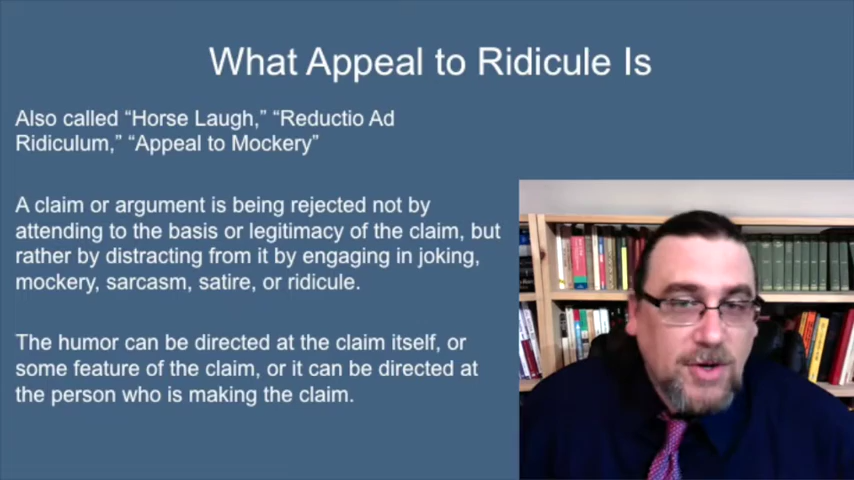 What Appeal to Ridicule Is
Also called “Horse Laugh,” “Reductio Ad
Ridiculum,” “Appeal to Mockery”
A claim or argument is being rejected not by
attending to the basis or legitimacy of the claim, but
rather by distracting from it by engaging in joking,
mockery, sarcasm, satire, or ridicule.
The humor can be directed at the claim itself, or
some feature of the claim, or it can be directed at
the person who is making the claim.